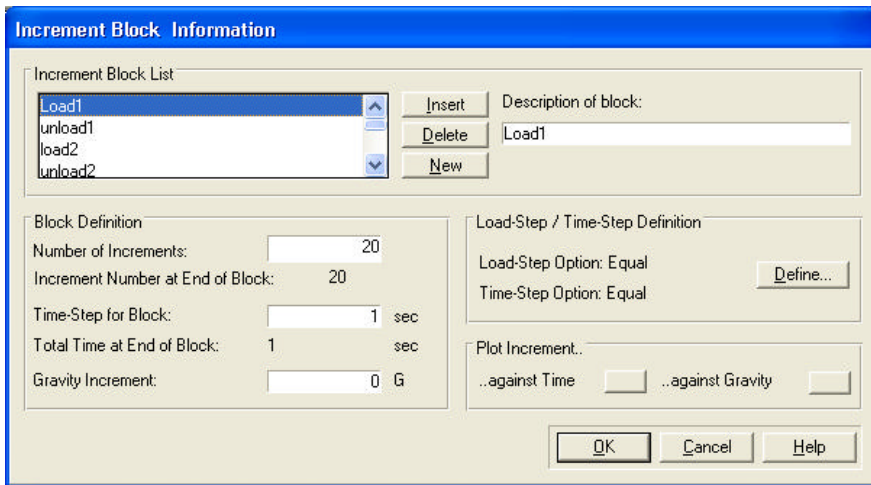 Increment Block Information
Increment Block List
Load1
unload1
load2
unload2
Insert
Delete
New
Description of block:
Load1
Block Definition
Number of Increments: 20
Increment Number at End of Block: 20
Time-Step for Block: 1 sec
Total Time at End of Block: 1 sec
Gravity Increment: 0 G
Load-Step / Time-Step Definition
Load-Step Option: Equal
Time-Step Option: Equal
Define...
Plot Increment..
..against Time ..against Gravity
OK Cancel Help